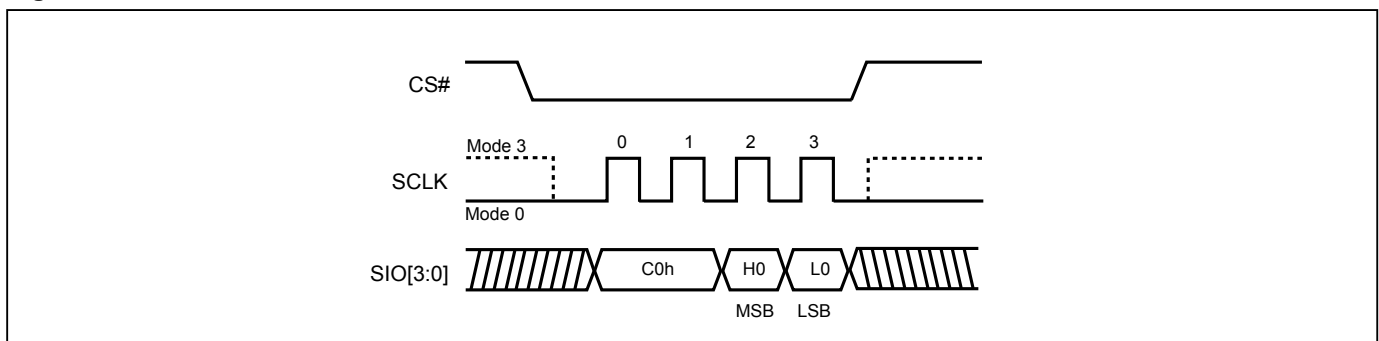 CS#
Mode 3
0 1 2 3
SCLK
Mode 0
SIO[3:0]
C0h H0 L0
MSB LSB